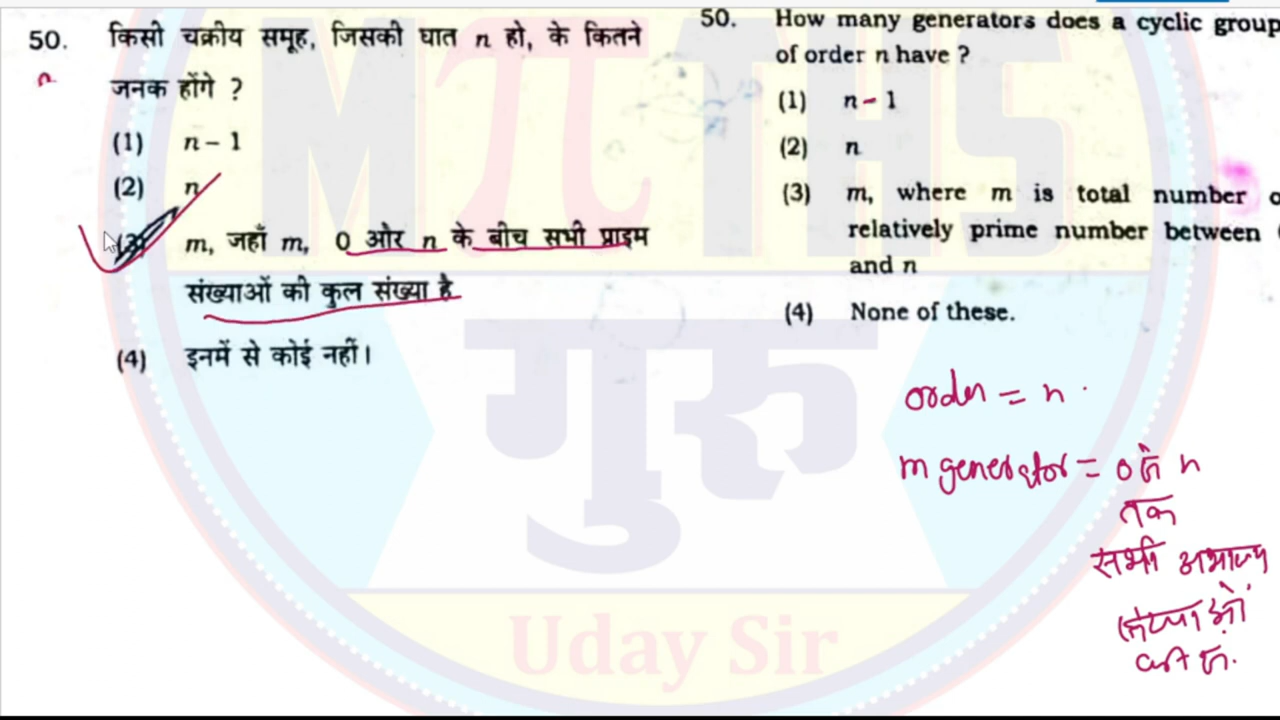 50. किसी चक्रीय समूह, जिसकी घात n हो, के कितने
जनक होंगे ?
(1) n – 1
(2) n
(3) m, जहाँ m, 0 और n के बीच सभी प्राइम
संख्याओं की कुल संख्या है
(4) इनमें से कोई नहीं।
50. How many generators does a cyclic group
of order n have ?
(1) n - 1
(2) n
(3) m, where m is total number
relatively prime number between
and n
(4) None of these.
order = n
m generator = 0 से n
तक
सभी अभाज्य
संख्याओं
MATHS
गुरु
Uday Sir